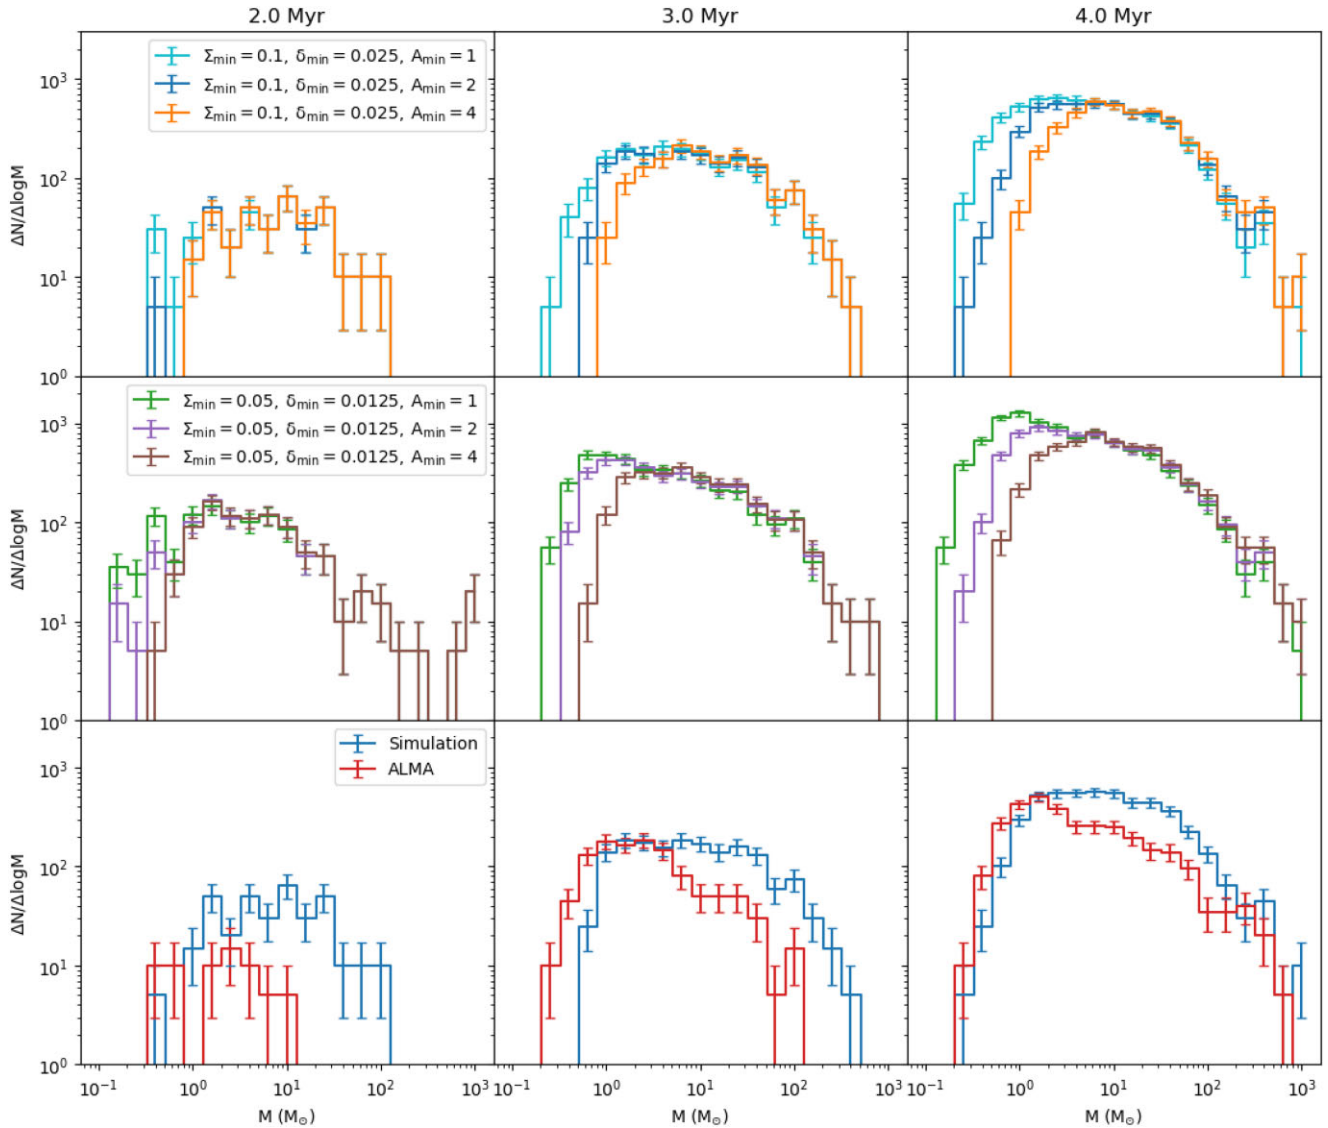 2.0 Myr
3.0 Myr
4.0 Myr
ΔN/ΔlogM
10³
10²
10¹
10⁰
Σmin = 0.1, δmin = 0.025, Amin = 1
Σmin = 0.1, δmin = 0.025, Amin = 2
Σmin = 0.1, δmin = 0.025, Amin = 4
ΔN/ΔlogM
10³
10²
10¹
10⁰
Σmin = 0.05, δmin = 0.0125, Amin = 1
Σmin = 0.05, δmin = 0.0125, Amin = 2
Σmin = 0.05, δmin = 0.0125, Amin = 4
ΔN/ΔlogM
10³
10²
10¹
10⁰
Simulation
ALMA
10⁻¹ 10⁰ 10¹ 10² 10³
10⁻¹ 10⁰ 10¹ 10² 10³
10⁻¹ 10⁰ 10¹ 10² 10³
M (M⊙)
M (M⊙)
M (M⊙)